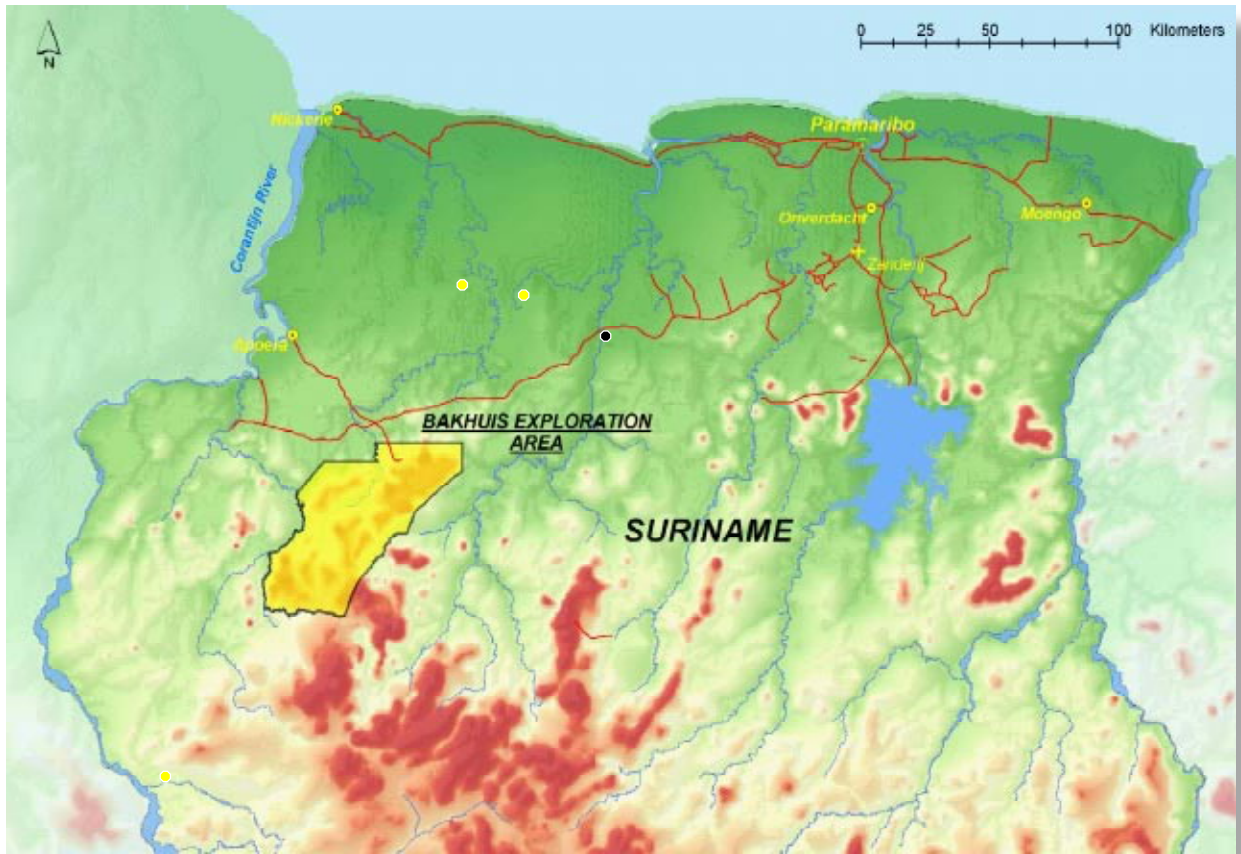 0 25 50 100 Kilometers
N
Nickerie
Paramaribo
Corantijn River
Onverdacht
Moengo
Zanderij
Apoera
BAKHUIS EXPLORATION
AREA
SURINAME